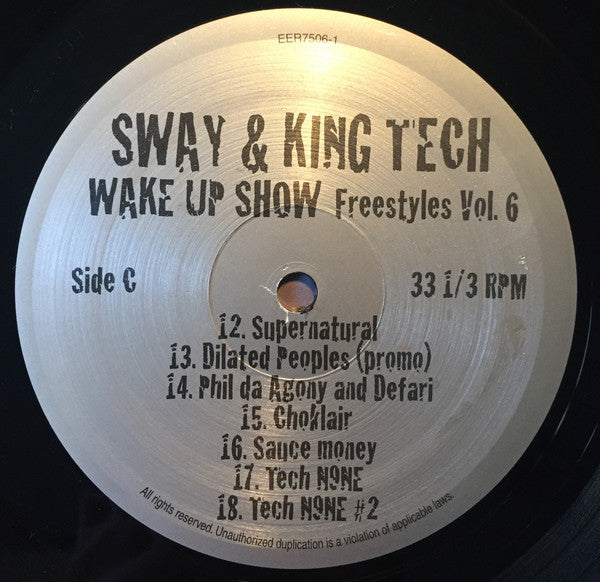 EER7506-1
SWAY & KING TECH
WAKE UP SHOW Freestyles Vol. 6
Side C
33 1/3 RPM
12. Supernatural
13. Dilated Peoples (promo)
14. Phil da Agony and Defari
15. Choklair
16. Sauce money
17. Tech N9NE
18. Tech N9NE #2
All rights reserved. Unauthorized duplication is a violation of applicable laws.